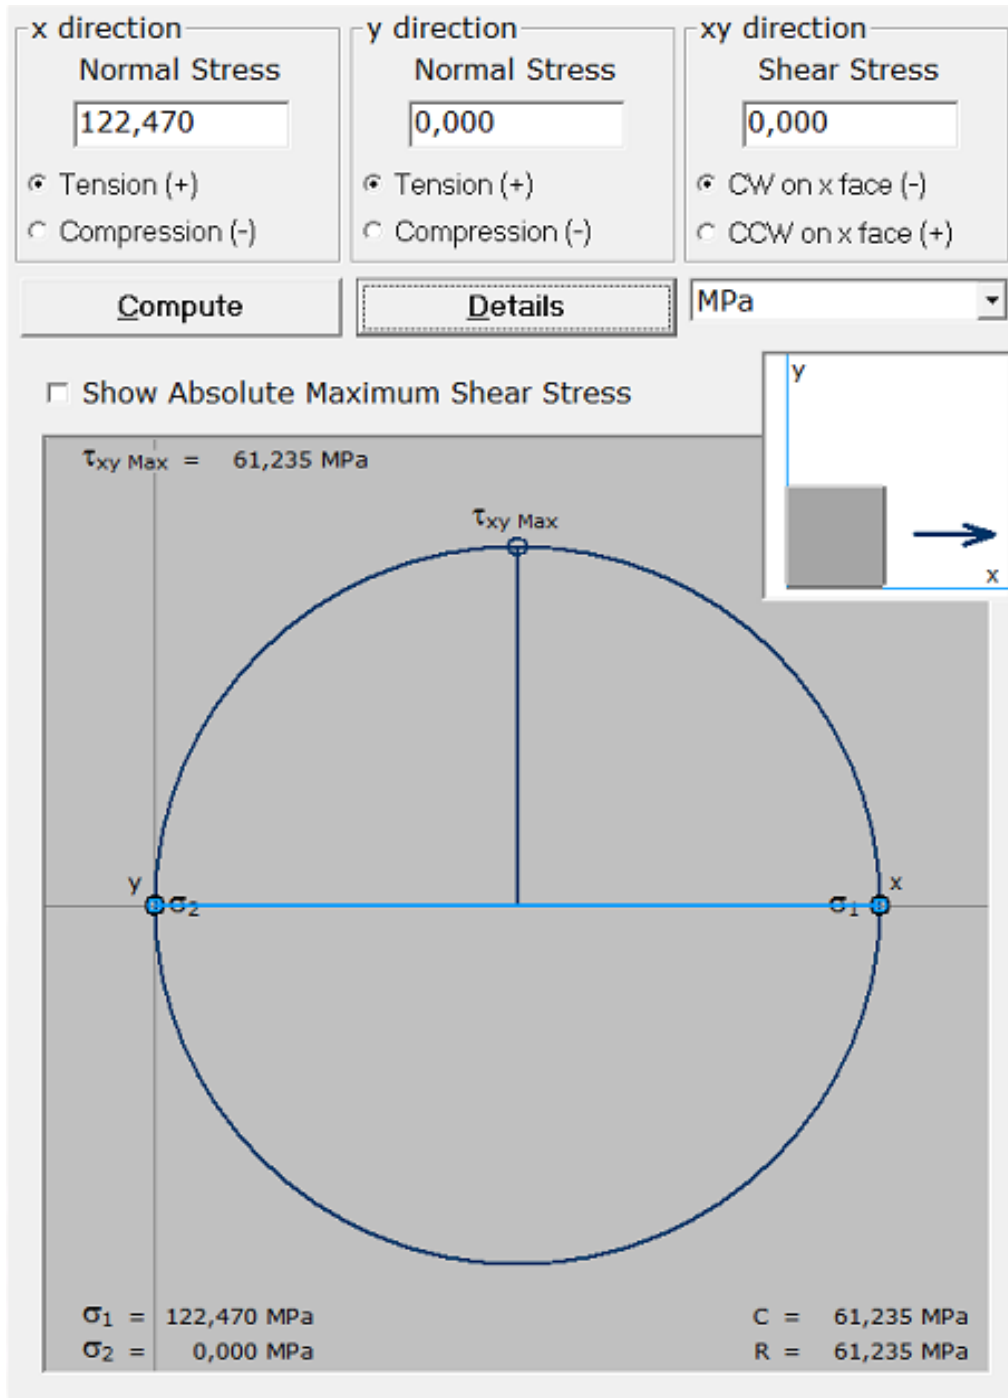 x direction
Normal Stress
122,470
Tension (+)
Compression (-)
y direction
Normal Stress
0,000
Tension (+)
Compression (-)
xy direction
Shear Stress
0,000
CW on x face (-)
CCW on x face (+)
Compute
Details
MPa
Show Absolute Maximum Shear Stress
y
x
τxy Max = 61,235 MPa
τxy Max
y
σ2
σ1
x
σ1 = 122,470 MPa
σ2 = 0,000 MPa
C = 61,235 MPa
R = 61,235 MPa